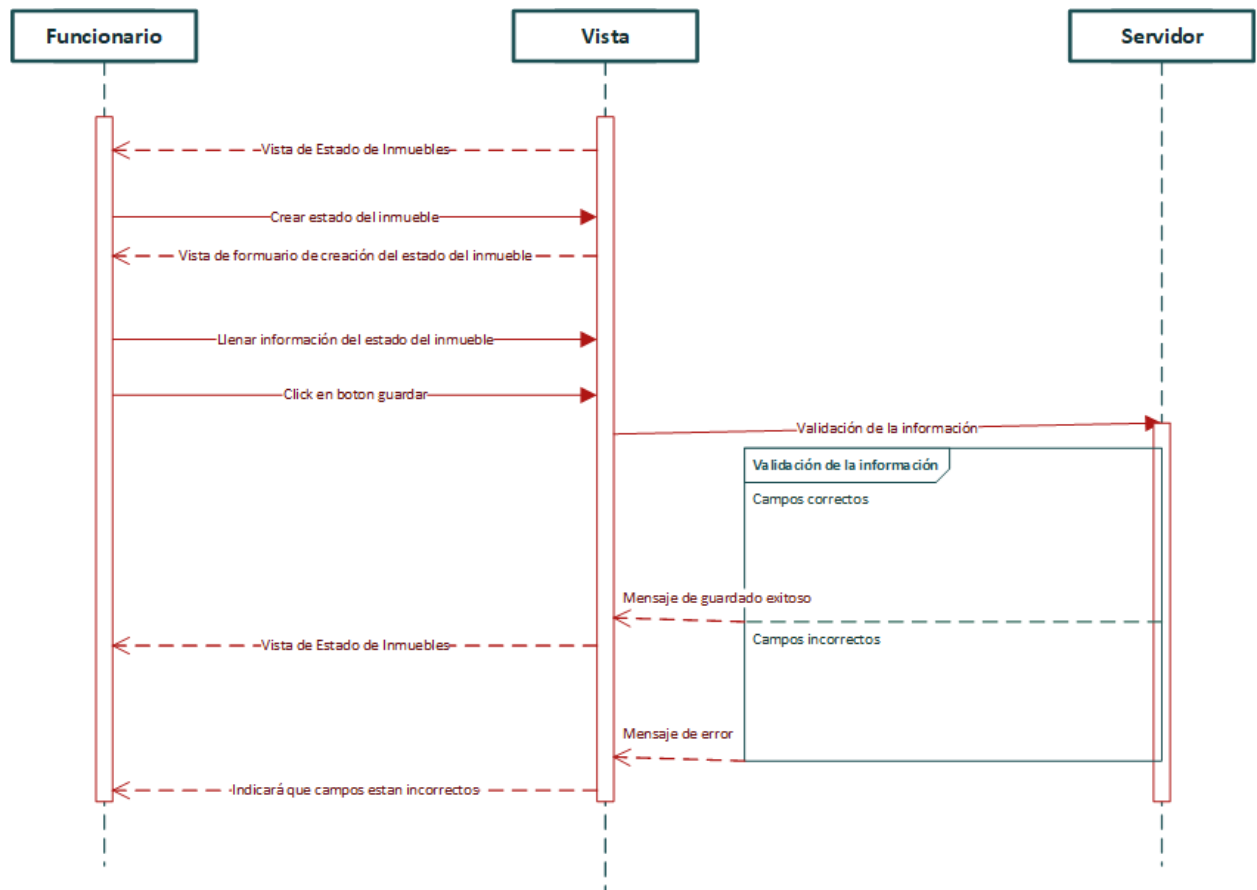 Funcionario
Vista
Servidor
Vista de Estado de Inmuebles
Crear estado del inmueble
Vista de formuario de creación del estado del inmueble
Llenar información del estado del inmueble
Click en boton guardar
Validación de la información
Validación de la información
Campos correctos
Mensaje de guardado exitoso
Vista de Estado de Inmuebles
Campos incorrectos
Mensaje de error
Indicará que campos estan incorrectos